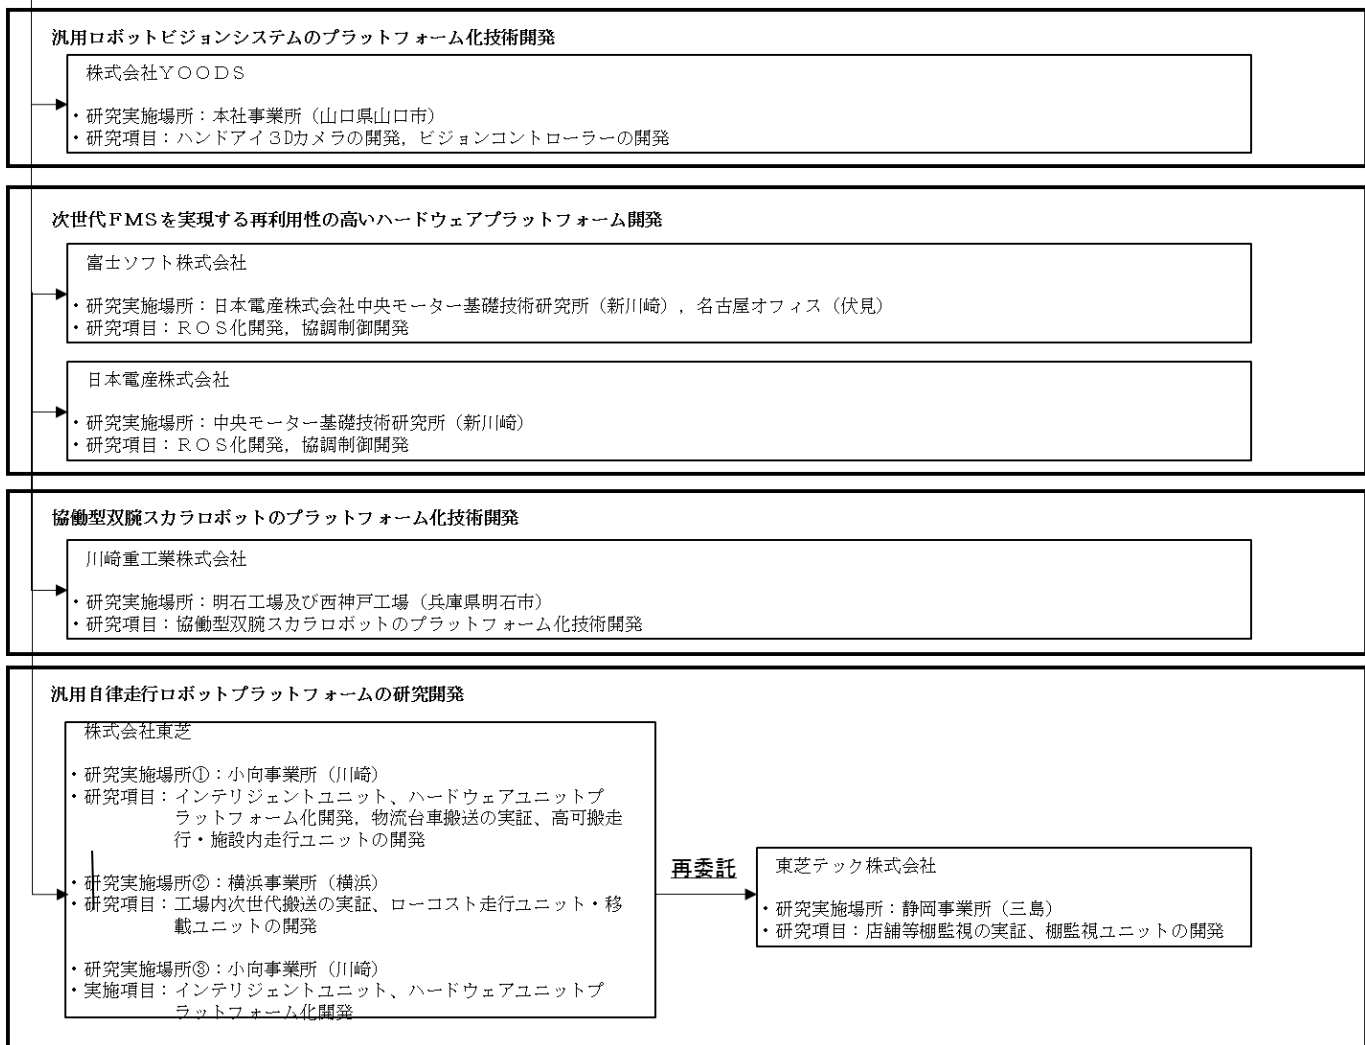 汎用ロボットビジョンシステムのプラットフォーム化技術開発
株式会社ＹＯＯＤＳ
・研究実施場所：本社事業所（山口県山口市）
・研究項目：ハンドアイ３Dカメラの開発，ビジョンコントローラーの開発
次世代ＦＭＳを実現する再利用性の高いハードウェアプラットフォーム開発
富士ソフト株式会社
・研究実施場所：日本電産株式会社中央モーター基礎技術研究所（新川崎），名古屋オフィス（伏見）
・研究項目：ＲＯＳ化開発，協調制御開発
日本電産株式会社
・研究実施場所：中央モーター基礎技術研究所（新川崎）
・研究項目：ＲＯＳ化開発，協調制御開発
協働型双腕スカラロボットのプラットフォーム化技術開発
川崎重工業株式会社
・研究実施場所：明石工場及び西神戸工場（兵庫県明石市）
・研究項目：協働型双腕スカラロボットのプラットフォーム化技術開発
汎用自律走行ロボットプラットフォームの研究開発
株式会社東芝
・研究実施場所①：小向事業所（川崎）
・研究項目：インテリジェントユニット、ハードウェアユニットプ
ラットフォーム化開発，物流台車搬送の実証、高可搬走
行・施設内走行ユニットの開発
・研究実施場所②：横浜事業所（横浜）
・研究項目：工場内次世代搬送の実証、ローコスト走行ユニット・移
載ユニットの開発
・研究実施場所③：小向事業所（川崎）
・実施項目：インテリジェントユニット、ハードウェアユニットプ
ラットフォーム化開発
再委託
東芝テック株式会社
・研究実施場所：静岡事業所（三島）
・研究項目：店舗等棚監視の実証、棚監視ユニットの開発